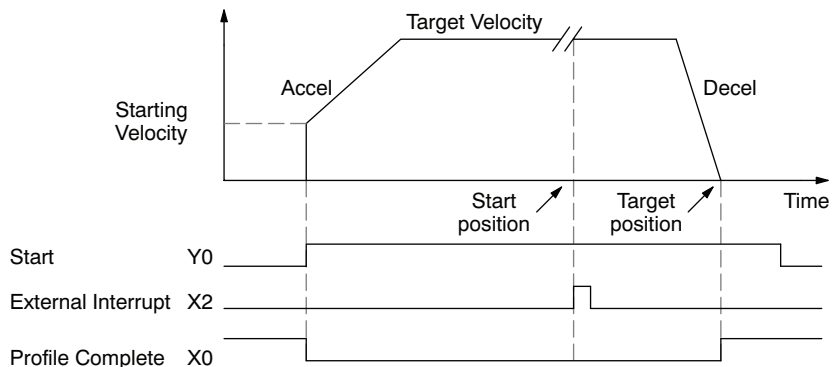 Target Velocity
Accel
Decel
Starting
Velocity
Start
position
Target
position
Time
Start Y0
External Interrupt X2
Profile Complete X0